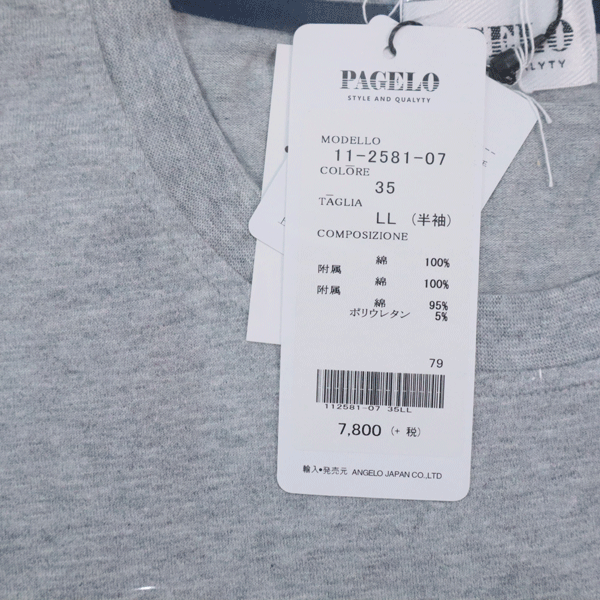 PAGELO
STYLE AND QUALYTY
MODELLO
11-2581-07
COLŌRE
35
TĀGLIA
LL (半袖)
COMPOSIZIONE
綿 100%
附属
綿 100%
附属
綿 95%
ポリウレタン 5%
79
112581-07 35LL
7,800 (+ 税)
輸入•発売元 ANGELO JAPAN CO.,LTD